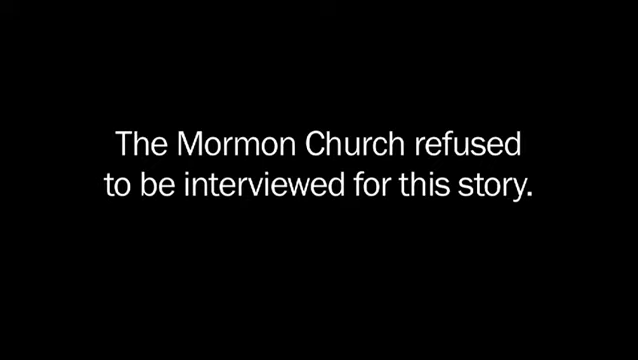 The Mormon Church refused
to be interviewed for this story.